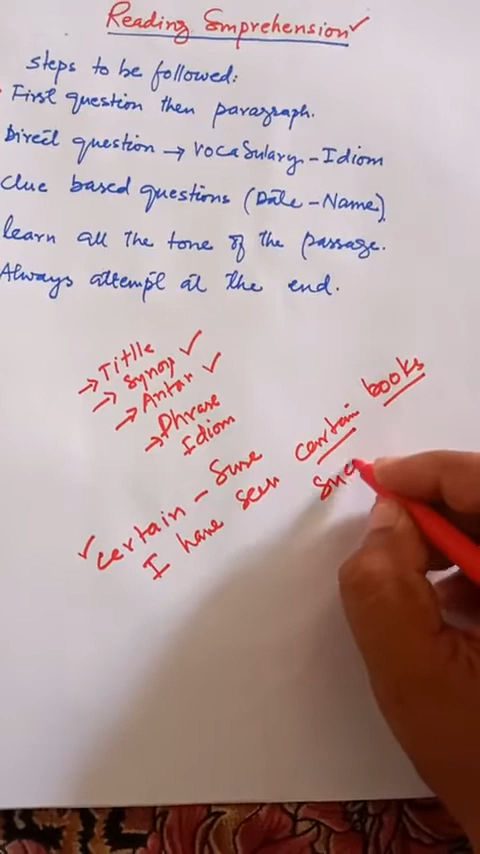 Reading Comprehension ✓
Steps to be followed:
First question then paragraph.
Direct question → Vocabulary - Idiom
Clue based questions (Date - Name)
learn all the tone of the passage.
Always attempt at the end.
→ Title
→ Synoy ✓
→ Anton ✓
→ Phrase
Idiom
✓ certain - Sure
I have seen certain books